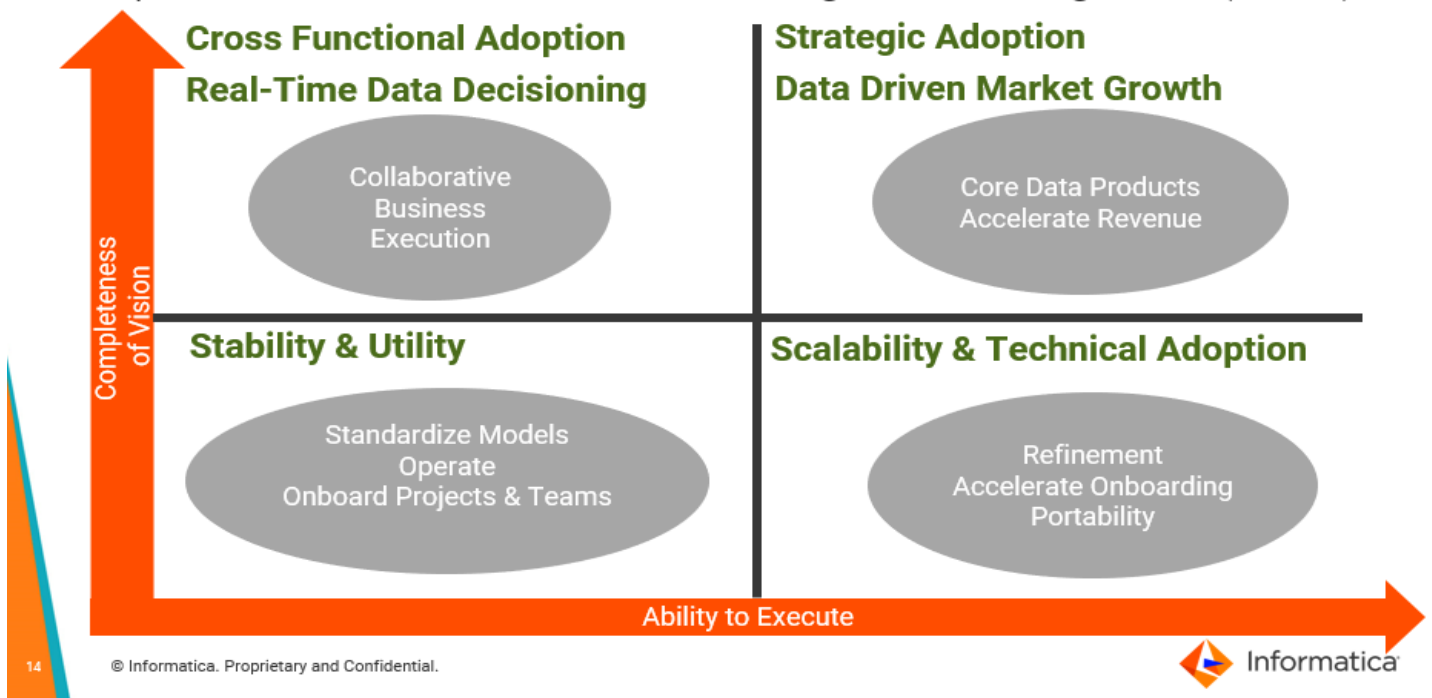 Cross Functional Adoption
Real-Time Data Decisioning
Collaborative
Business
Execution
Strategic Adoption
Data Driven Market Growth
Core Data Products
Accelerate Revenue
Completeness
of Vision
Stability & Utility
Standardize Models
Operate
Onboard Projects & Teams
Scalability & Technical Adoption
Refinement
Accelerate Onboarding
Portability
Ability to Execute
14
© Informatica. Proprietary and Confidential.
Informatica